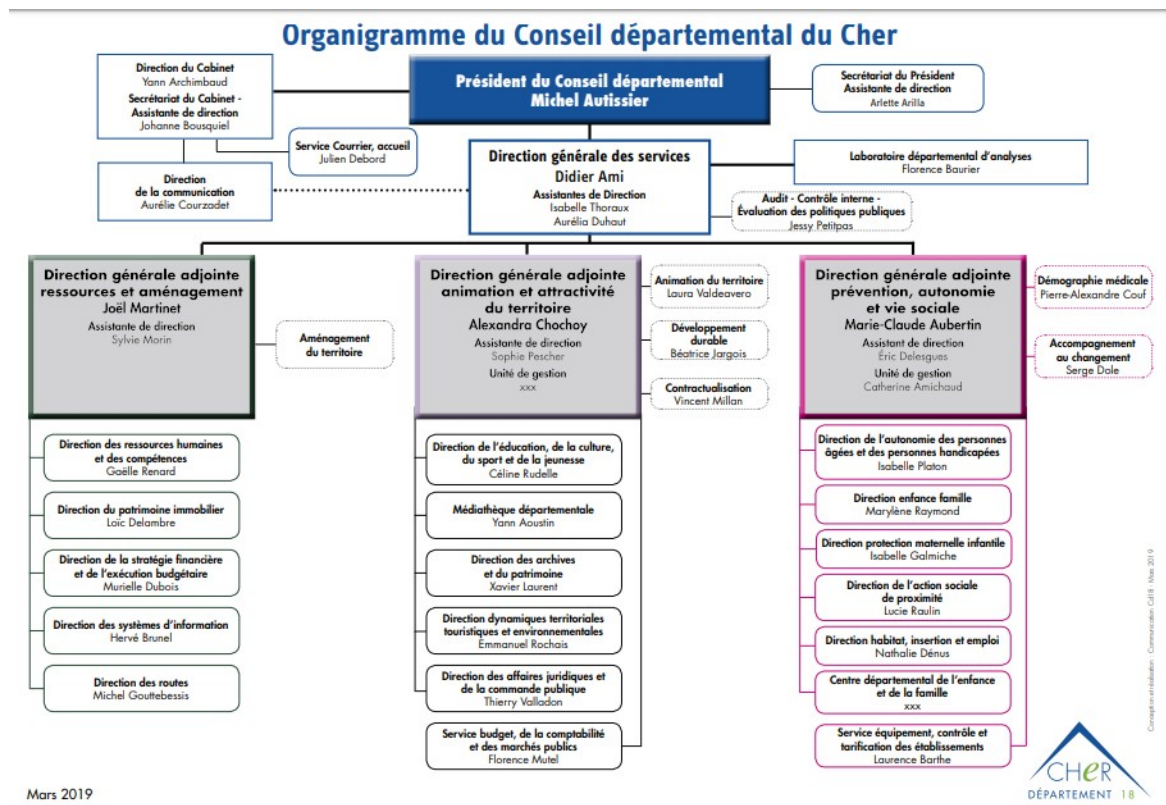 Organigramme du Conseil départemental du Cher
Direction du Cabinet
Yann Archimbaud
Secrétariat du Cabinet -
Assistante de direction
Johanne Bousquiel
Président du Conseil départemental
Michel Autissier
Secrétariat du Président
Assistante de direction
Arlette Arilla
Service Courrier, accueil
Julien Debord
Direction
de la communication
Aurélie Courzadet
Direction générale des services
Didier Ami
Assistantes de Direction
Isabelle Thoraux
Aurélia Duhaut
Laboratoire départemental d'analyses
Florence Baurier
Audit - Contrôle interne -
Évaluation des politiques publiques
Jessy Petitpas
Direction générale adjointe
ressources et aménagement
Joël Martinet
Assistante de direction
Sylvie Morin
Aménagement
du territoire
Direction des ressources humaines
et des compétences
Gaëlle Renard
Direction du patrimoine immobilier
Loïc Delambre
Direction de la stratégie financière
et de l'exécution budgétaire
Murielle Dubois
Direction des systèmes d'information
Hervé Brunel
Direction des routes
Michel Gouttebessis
Direction générale adjointe
animation et attractivité
du territoire
Alexandra Chochoy
Assistante de direction
Sophie Pescher
Unité de gestion
xxx
Animation du territoire
Laura Valdeavero
Développement
durable
Béatrice Jargois
Contractualisation
Vincent Millan
Direction de l'éducation, de la culture,
du sport et de la jeunesse
Céline Rudelle
Médiathèque départementale
Yann Aoustin
Direction des archives
et du patrimoine
Xavier Laurent
Direction dynamiques territoriales
touristiques et environnementales
Emmanuel Rochais
Direction des affaires juridiques et
de la commande publique
Thierry Valladon
Service budget, de la comptabilité
et des marchés publics
Florence Mutel
Direction générale adjointe
prévention, autonomie
et vie sociale
Marie-Claude Aubertin
Assistant de direction
Éric Delesgues
Unité de gestion
Catherine Amichaud
Démographie médicale
Pierre-Alexandre Couf
Accompagnement
au changement
Serge Dole
Direction de l'autonomie des personnes
âgées et des personnes handicapées
Isabelle Platon
Direction enfance famille
Marylène Raymond
Direction protection maternelle infantile
Isabelle Galmiche
Direction de l'action sociale
de proximité
Lucie Raulin
Direction habitat, insertion et emploi
Nathalie Dénus
Centre départemental de l'enfance
et de la famille
xxx
Service équipement, contrôle et
tarification des établissements
Laurence Barthe
Conception et réalisation : Communication Cd18 - Mars 2019
CHeR
DÉPARTEMENT 18
Mars 2019